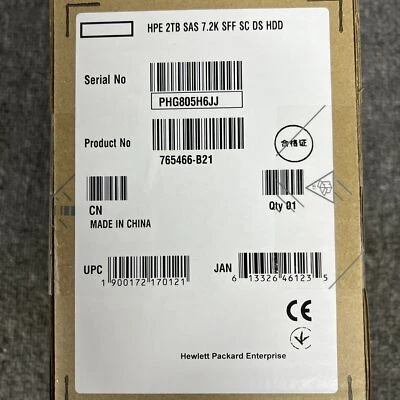 HPE 2TB SAS 7.2K SFF SC DS HDD
Serial No
PHG805H6JJ
Product No
765466-B21
合格证
CN
Qty 01
MADE IN CHINA
UPC
1 900172 170121
JAN
6 13326 46123 5
CE
Hewlett Packard Enterprise